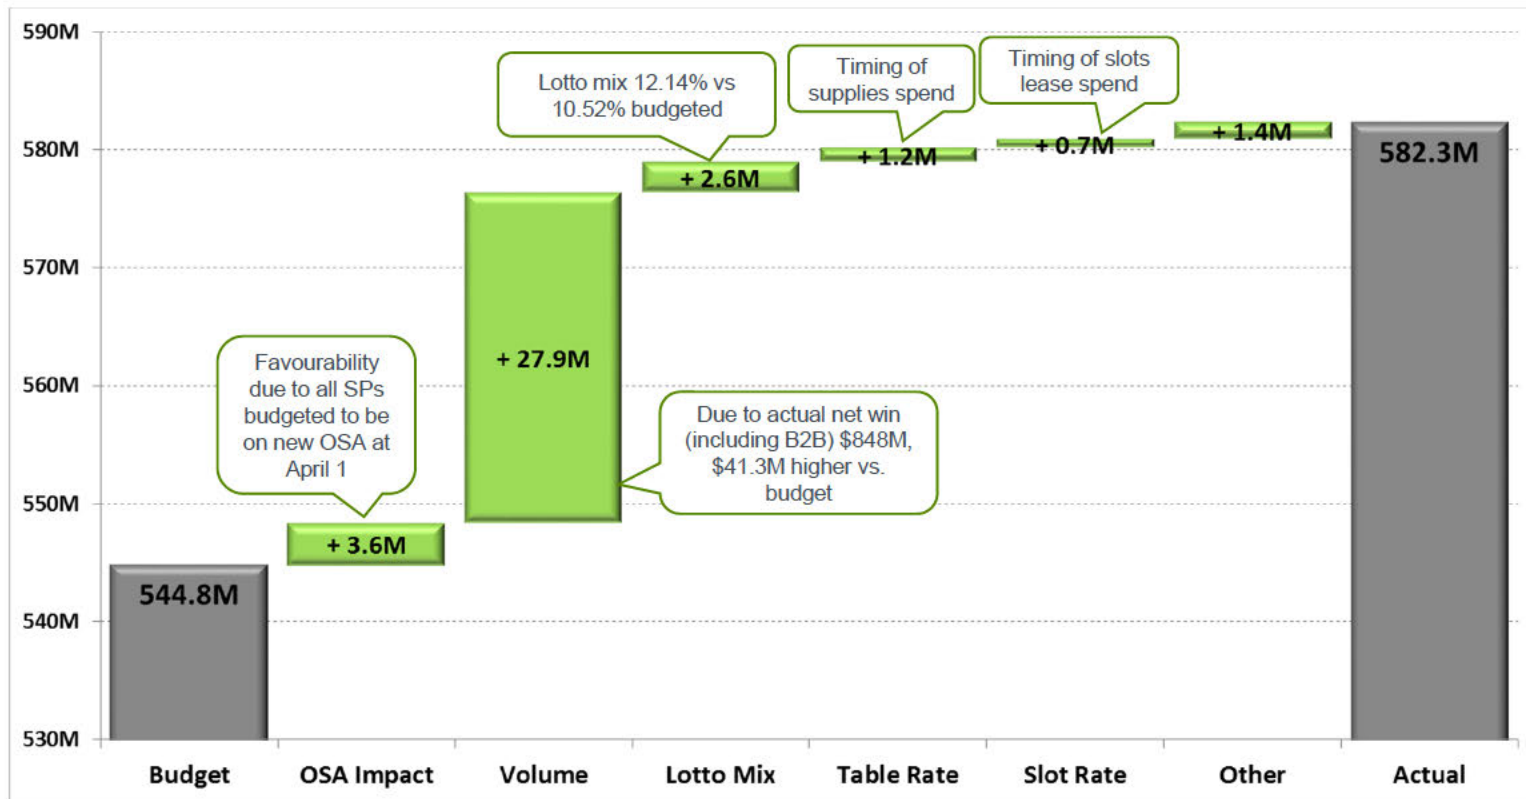 590M
580M
570M
560M
550M
540M
530M
Lotto mix 12.14% vs
10.52% budgeted
Timing of
supplies spend
Timing of slots
lease spend
Favourability
due to all SPs
budgeted to be
on new OSA at
April 1
Due to actual net win
(including B2B) $848M,
$41.3M higher vs.
budget
544.8M
+ 3.6M
+ 27.9M
+ 2.6M
+ 1.2M
+ 0.7M
+ 1.4M
582.3M
Budget
OSA Impact
Volume
Lotto Mix
Table Rate
Slot Rate
Other
Actual